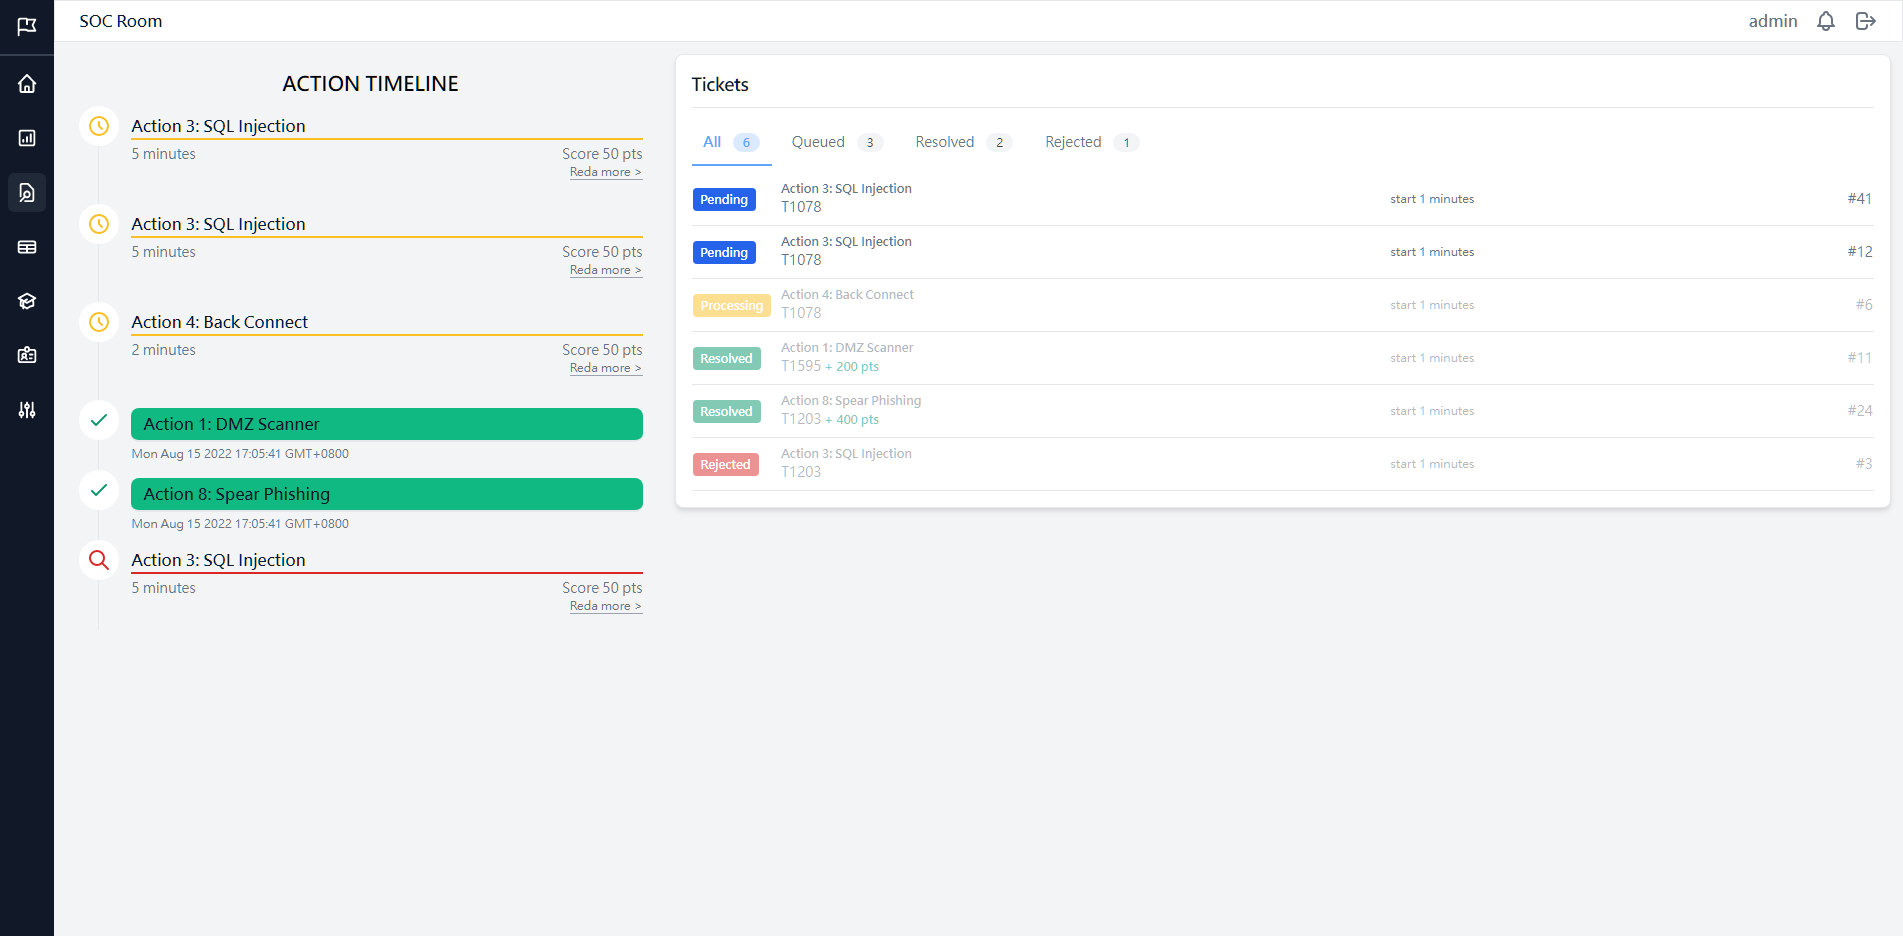 SOC Room
admin
ACTION TIMELINE
Action 3: SQL Injection
5 minutes
Score 50 pts
Reda more >
Action 3: SQL Injection
5 minutes
Score 50 pts
Reda more >
Action 4: Back Connect
2 minutes
Score 50 pts
Reda more >
Action 1: DMZ Scanner
Mon Aug 15 2022 17:05:41 GMT+0800
Action 8: Spear Phishing
Mon Aug 15 2022 17:05:41 GMT+0800
Action 3: SQL Injection
5 minutes
Score 50 pts
Reda more >
Tickets
All 6 Queued 3 Resolved 2 Rejected 1
Pending Action 3: SQL Injection start 1 minutes #41
T1078
Pending Action 3: SQL Injection start 1 minutes #12
T1078
Processing Action 4: Back Connect start 1 minutes #6
T1078
Resolved Action 1: DMZ Scanner start 1 minutes #11
T1595 + 200 pts
Resolved Action 8: Spear Phishing start 1 minutes #24
T1203 + 400 pts
Rejected Action 3: SQL Injection start 1 minutes #3
T1203